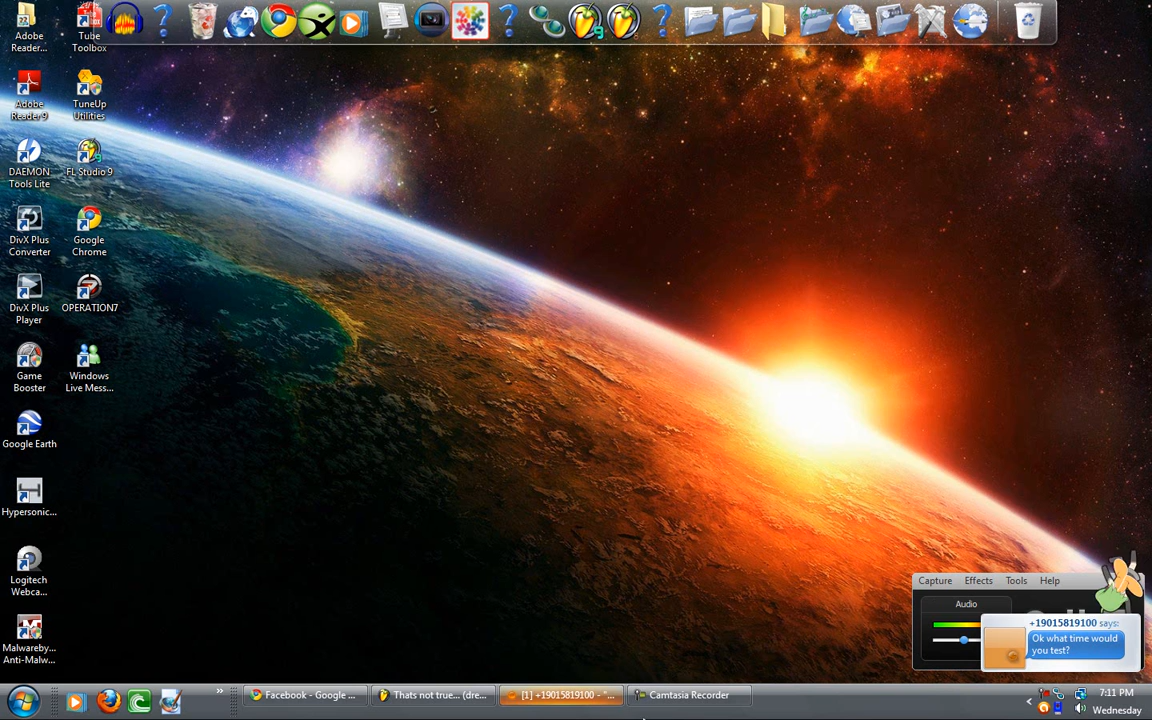 Adobe
Reader...
Tube
Toolbox
Adobe
Reader 9
TuneUp
Utilities
DAEMON
Tools Lite
FL Studio 9
DivX Plus
Converter
Google
Chrome
DivX Plus
Player
OPERATION7
Game
Booster
Windows
Live Mess...
Google Earth
Hypersonic...
Logitech
Webca...
Malwareby...
Anti-Malw...
Capture Effects Tools Help
Audio
+19015819100 says:
Ok what time would
you test?
Facebook - Google ...
Thats not true... (dre...
[1] +19015819100 - "...
Camtasia Recorder
7:11 PM
Wednesday